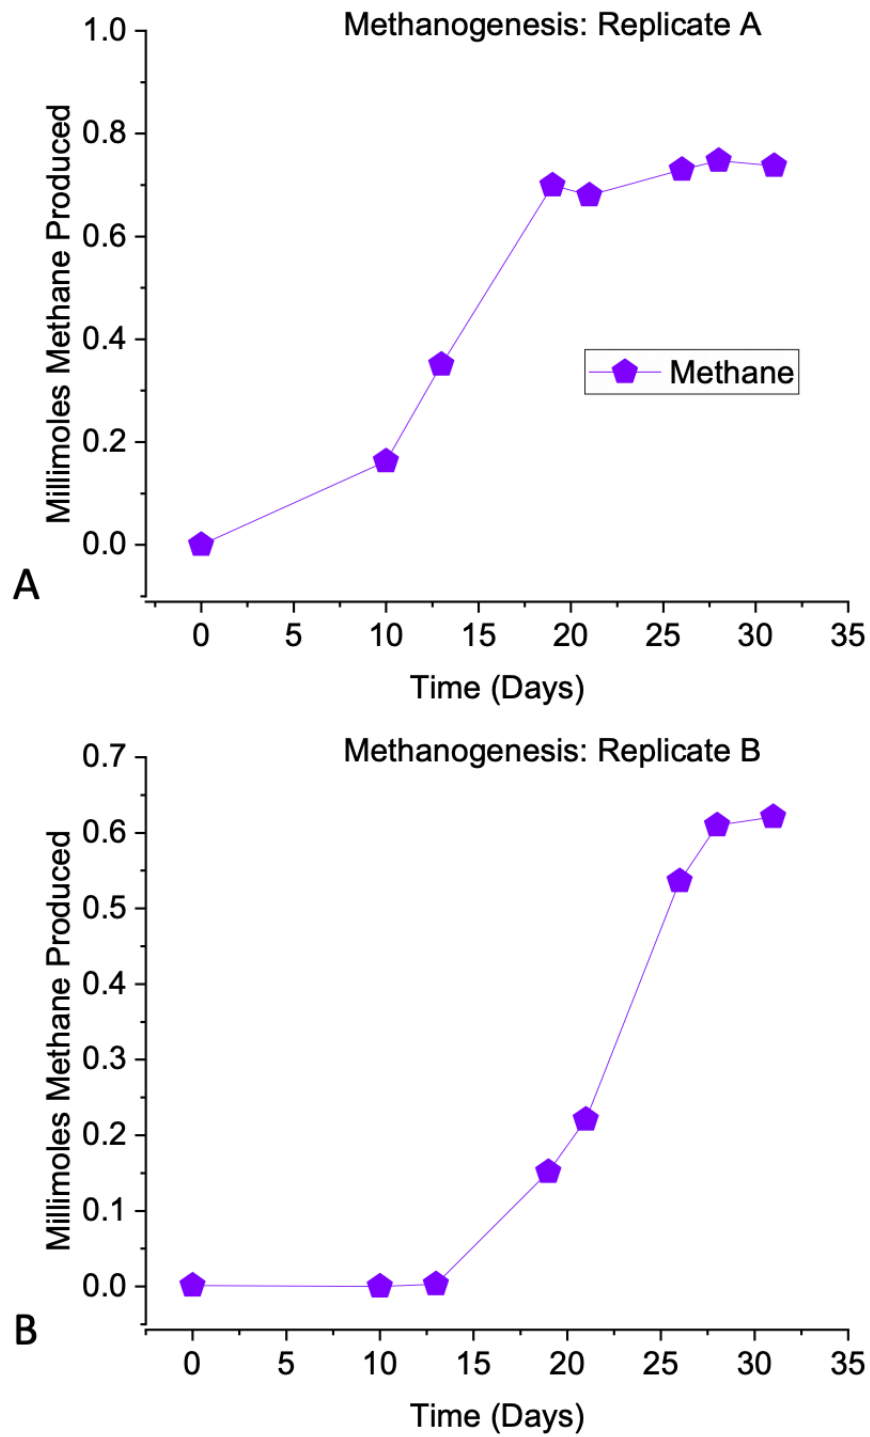 Methanogenesis: Replicate A
Millimoles Methane Produced
1.0
0.8
0.6
0.4
0.2
0.0
Methane
A
0 5 10 15 20 25 30 35
Time (Days)
Methanogenesis: Replicate B
Millimoles Methane Produced
0.7
0.6
0.5
0.4
0.3
0.2
0.1
0.0
B
0 5 10 15 20 25 30 35
Time (Days)